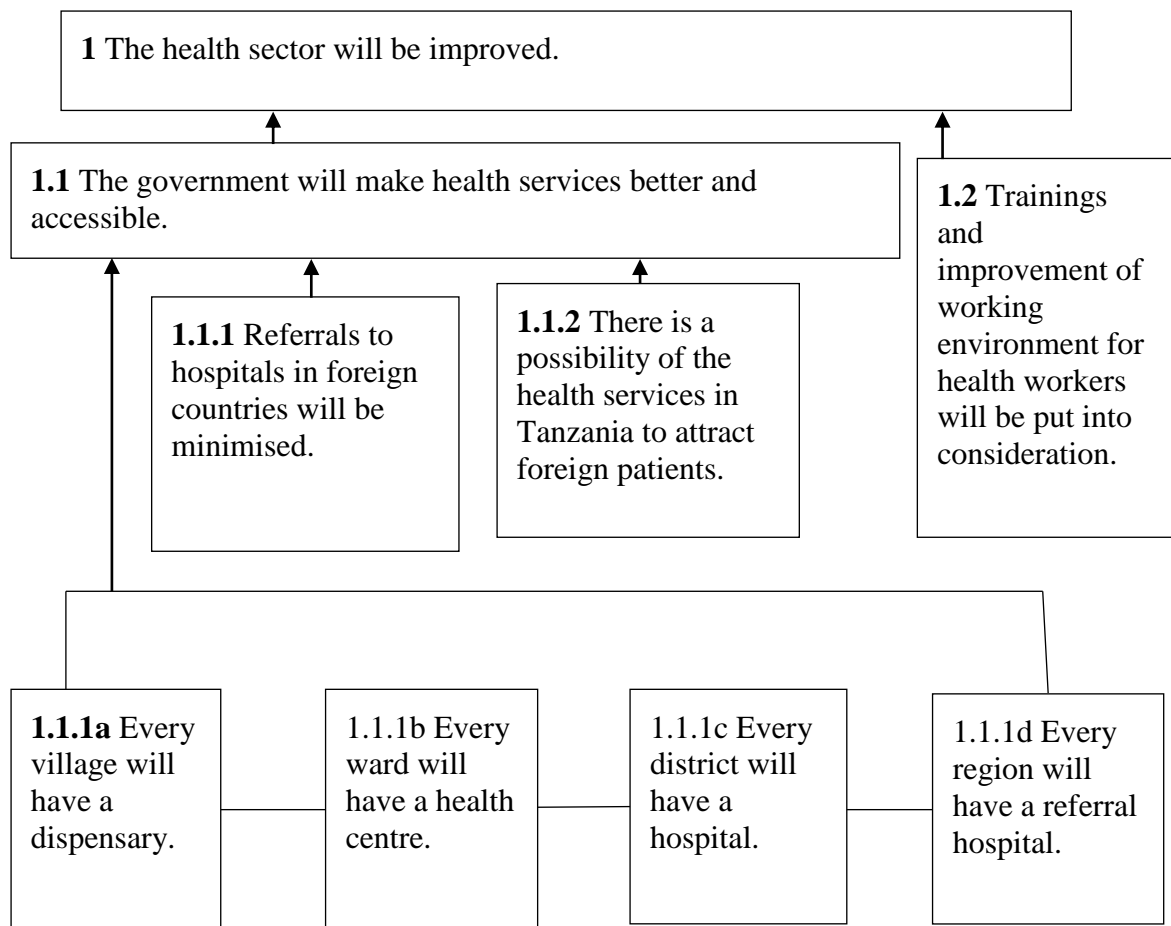 1 The health sector will be improved.
1.1 The government will make health services better and
accessible.
1.2 Trainings
and
improvement of
working
environment for
health workers
will be put into
consideration.
1.1.1 Referrals to
hospitals in foreign
countries will be
minimised.
1.1.2 There is a
possibility of the
health services in
Tanzania to attract
foreign patients.
1.1.1a Every
village will
have a
dispensary.
1.1.1b Every
ward will
have a health
centre.
1.1.1c Every
district will
have a
hospital.
1.1.1d Every
region will
have a referral
hospital.